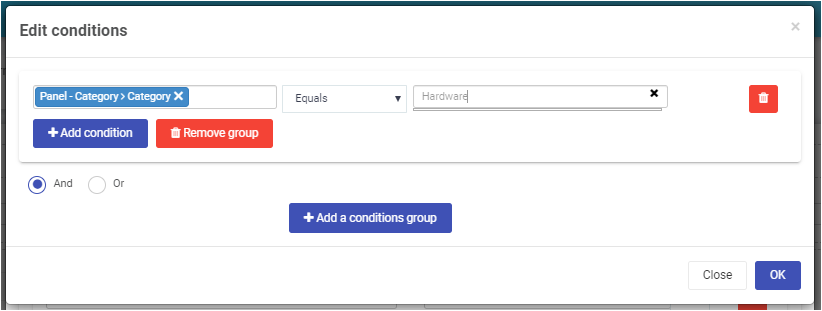 Edit conditions ×
Panel - Category > Category ✕ Equals ▼ Hardware ✕
+ Add condition Remove group
And Or
+ Add a conditions group
Close OK